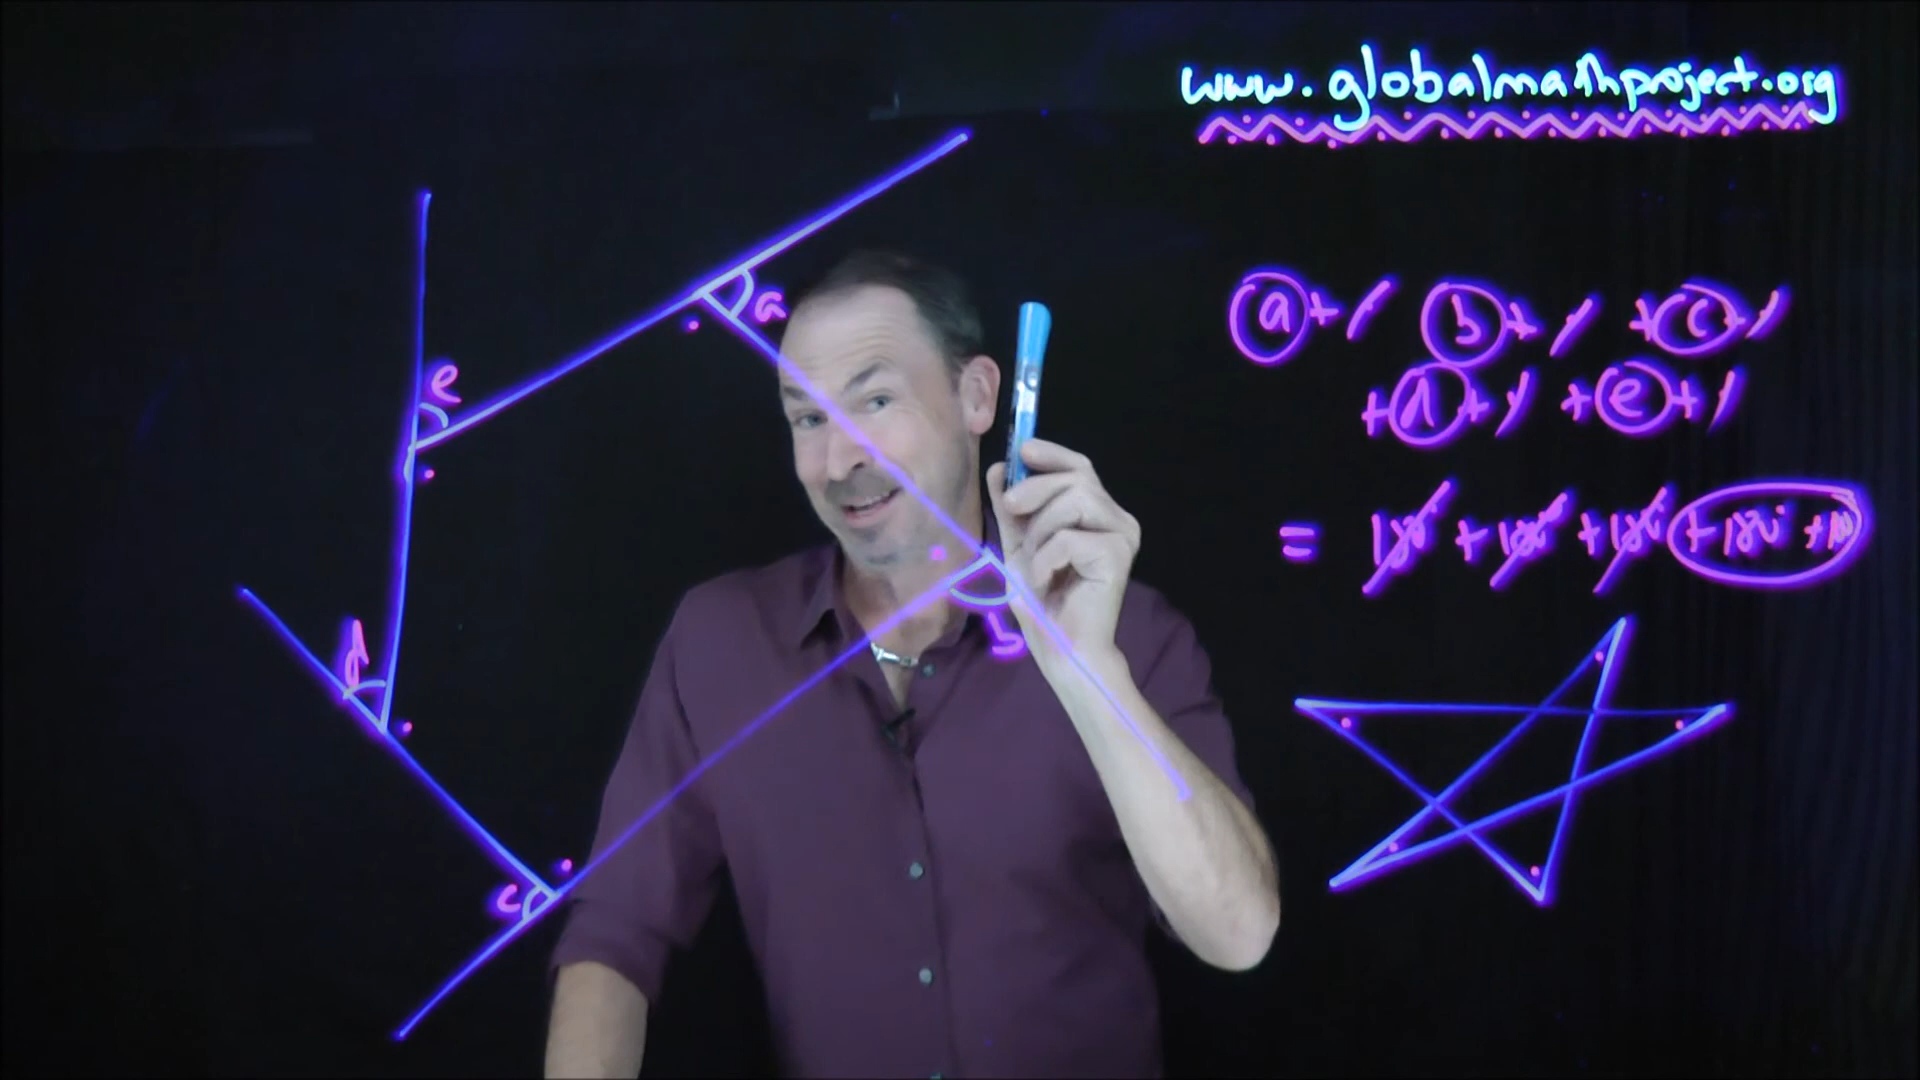 www.globalmathproject.org
a + / b + / + c + /
+ d + / + e + /
= 180° + 180° + 180° + 180° + 180
a
e
b
d
c